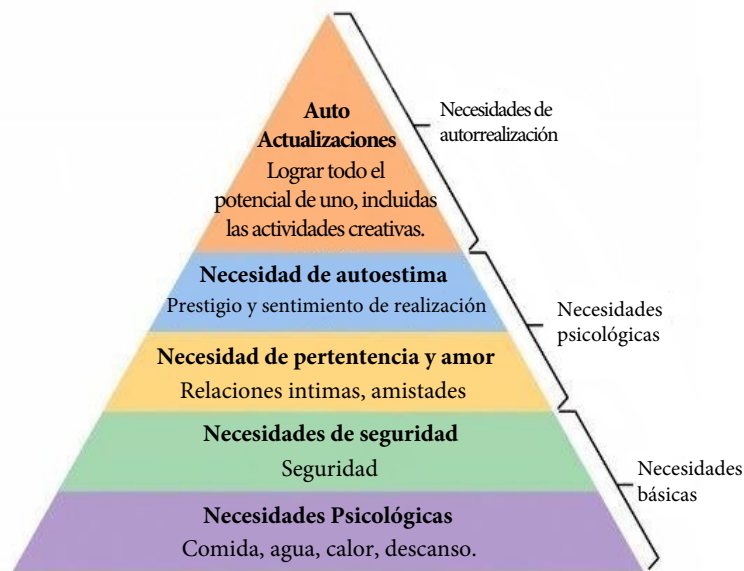 Auto
Actualizaciones
Lograr todo el
potencial de uno, incluidas
las actividades creativas.
Necesidades de
autorrealización
Necesidad de autoestima
Prestigio y sentimiento de realización
Necesidades
psicológicas
Necesidad de pertentencia y amor
Relaciones intimas, amistades
Necesidades de seguridad
Seguridad
Necesidades
básicas
Necesidades Psicológicas
Comida, agua, calor, descanso.